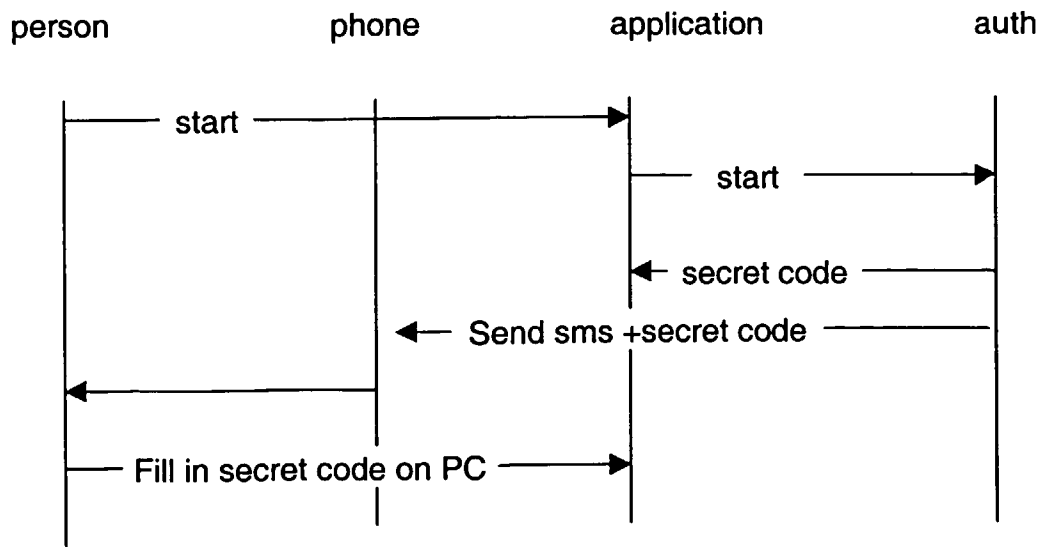 person phone application auth
start
start
secret code
Send sms +secret code
Fill in secret code on PC